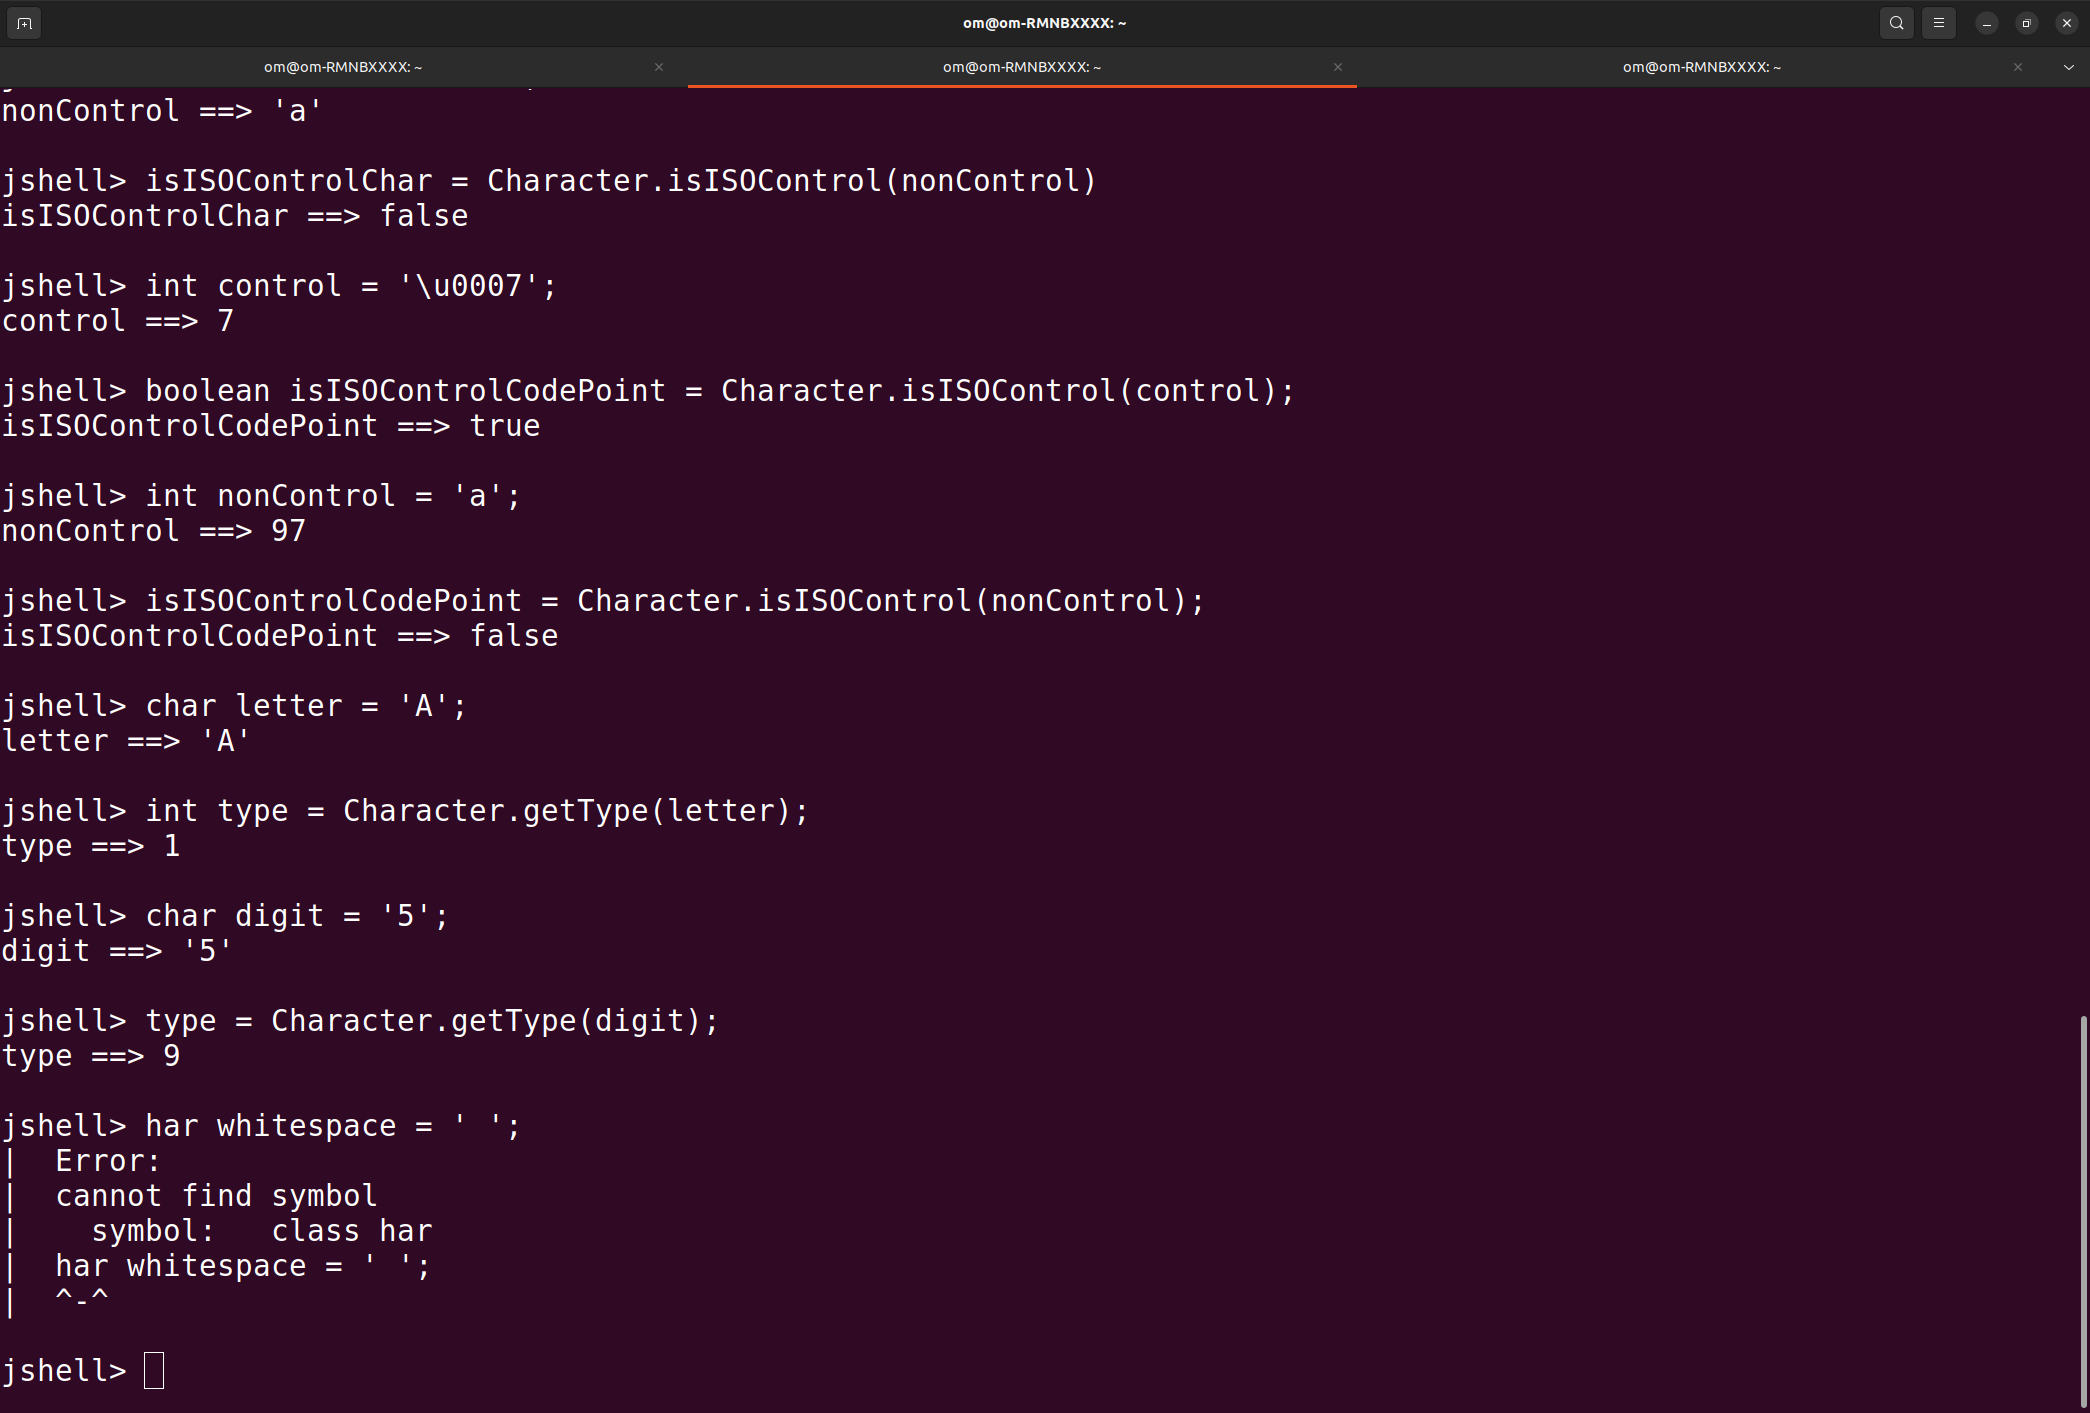 om@om-RMNBXXXX: ~
om@om-RMNBXXXX: ~
om@om-RMNBXXXX: ~
om@om-RMNBXXXX: ~
nonControl ==> 'a'
jshell> isISOControlChar = Character.isISOControl(nonControl)
isISOControlChar ==> false
jshell> int control = '\u0007';
control ==> 7
jshell> boolean isISOControlCodePoint = Character.isISOControl(control);
isISOControlCodePoint ==> true
jshell> int nonControl = 'a';
nonControl ==> 97
jshell> isISOControlCodePoint = Character.isISOControl(nonControl);
isISOControlCodePoint ==> false
jshell> char letter = 'A';
letter ==> 'A'
jshell> int type = Character.getType(letter);
type ==> 1
jshell> char digit = '5';
digit ==> '5'
jshell> type = Character.getType(digit);
type ==> 9
jshell> har whitespace = ' ';
|  Error:
|  cannot find symbol
|    symbol:   class har
|  har whitespace = ' ';
|  ^-^
jshell>